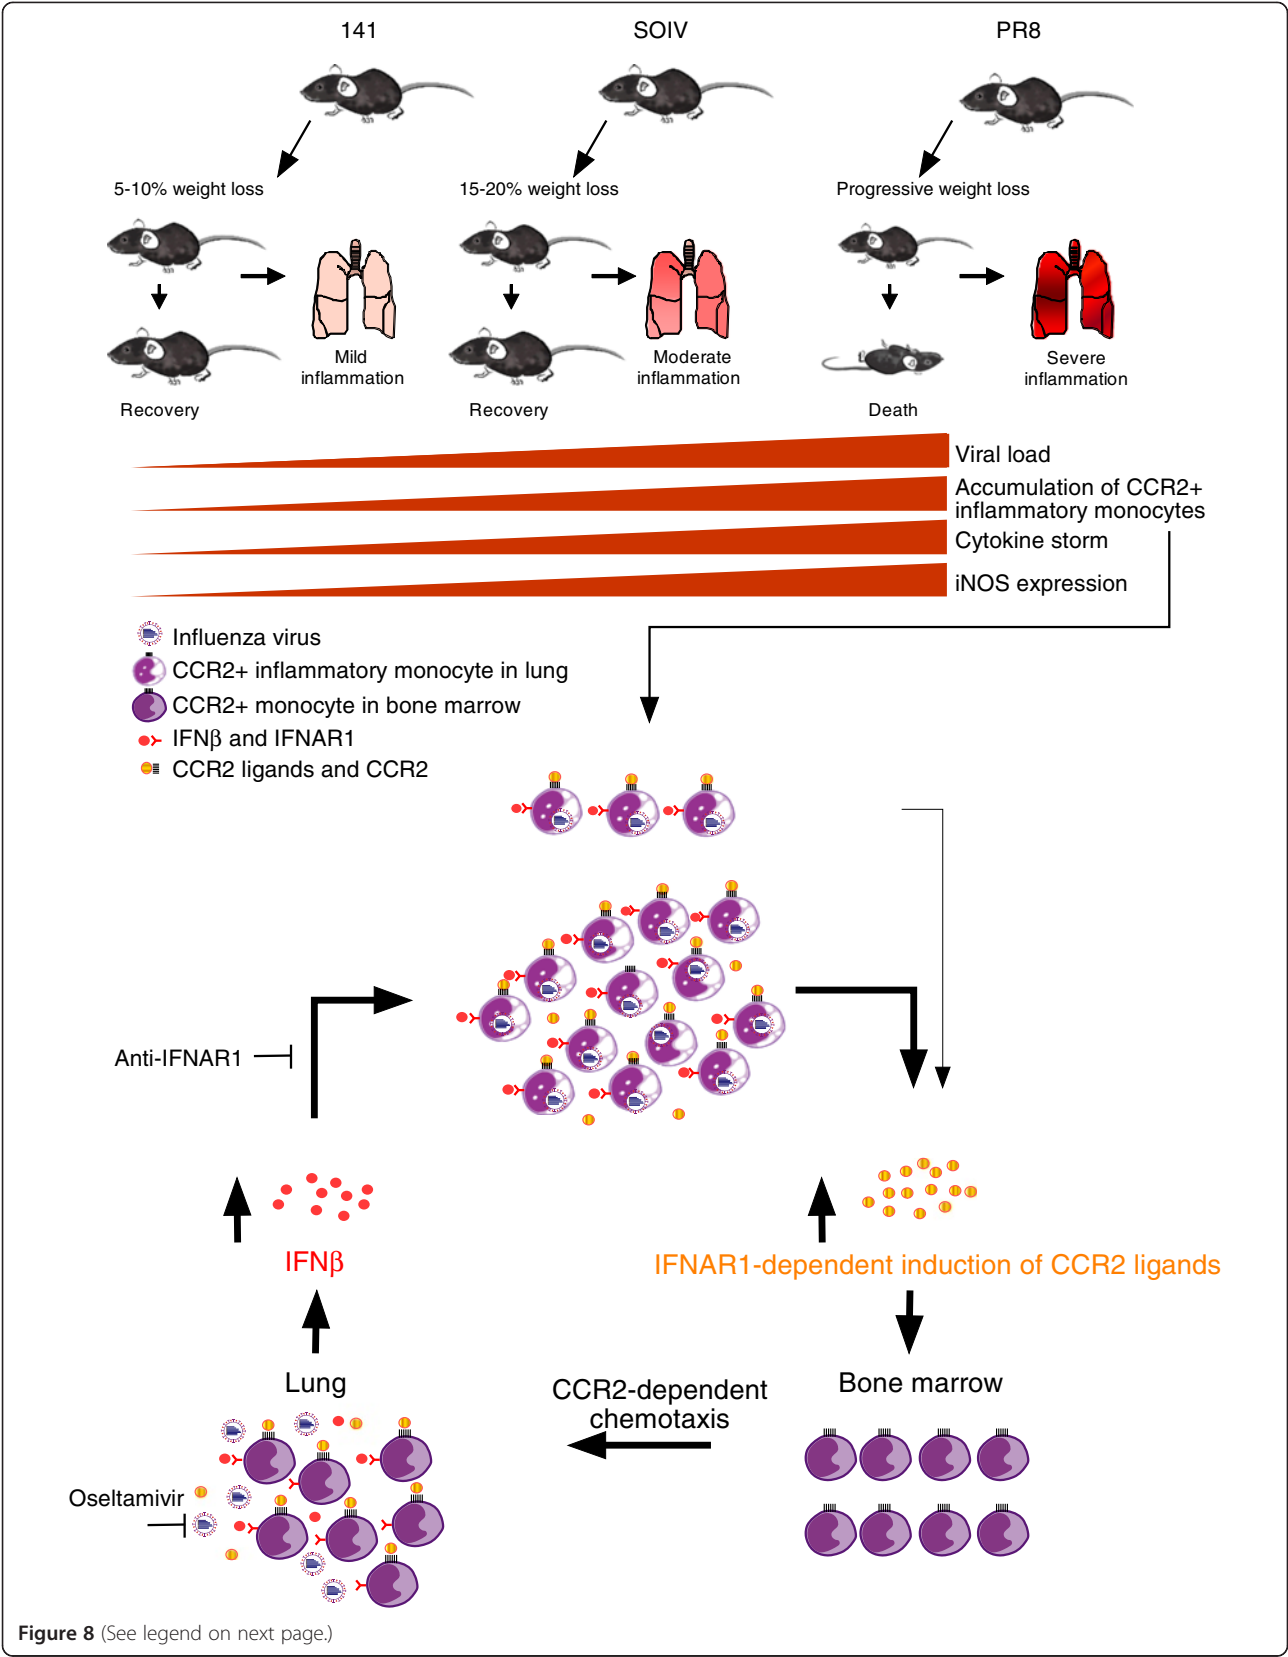 141
SOIV
PR8
5-10% weight loss
15-20% weight loss
Progressive weight loss
Mild
inflammation
Moderate
inflammation
Severe
inflammation
Recovery
Recovery
Death
Viral load
Accumulation of CCR2+
inflammatory monocytes
Cytokine storm
iNOS expression
Influenza virus
CCR2+ inflammatory monocyte in lung
CCR2+ monocyte in bone marrow
IFNβ and IFNAR1
CCR2 ligands and CCR2
Anti-IFNAR1
IFNβ
IFNAR1-dependent induction of CCR2 ligands
Lung
CCR2-dependent
chemotaxis
Bone marrow
Oseltamivir
Figure 8 (See legend on next page.)